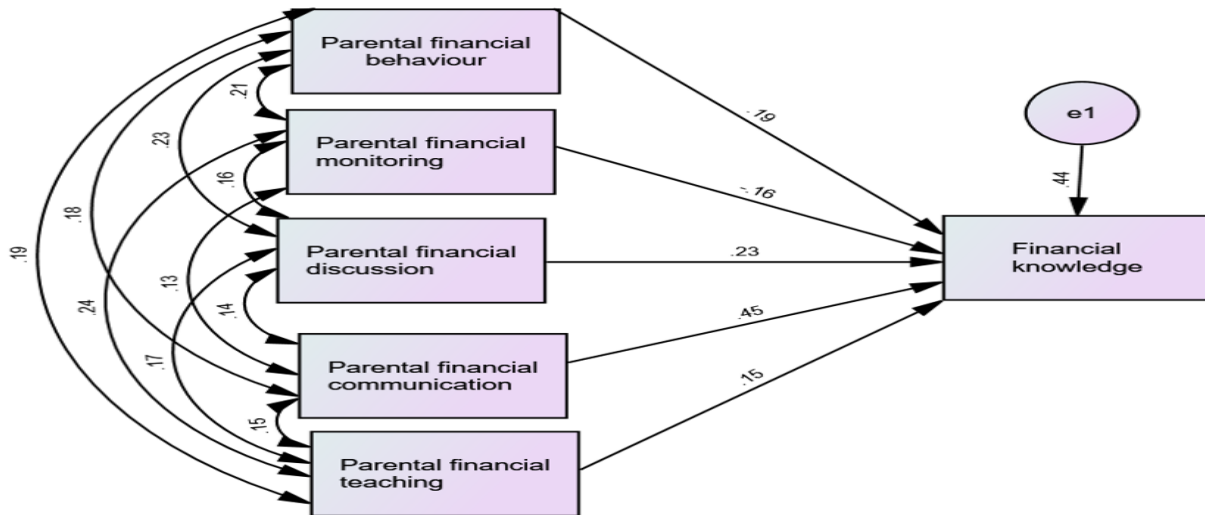 Parental financial
behaviour
.21
.19
e1
Parental financial
monitoring
.23
.16
-.16
.44
.18
.19
Parental financial
discussion
.23
Financial
knowledge
.13
.24
.14
.45
.17
Parental financial
communication
.15
.15
Parental financial
teaching